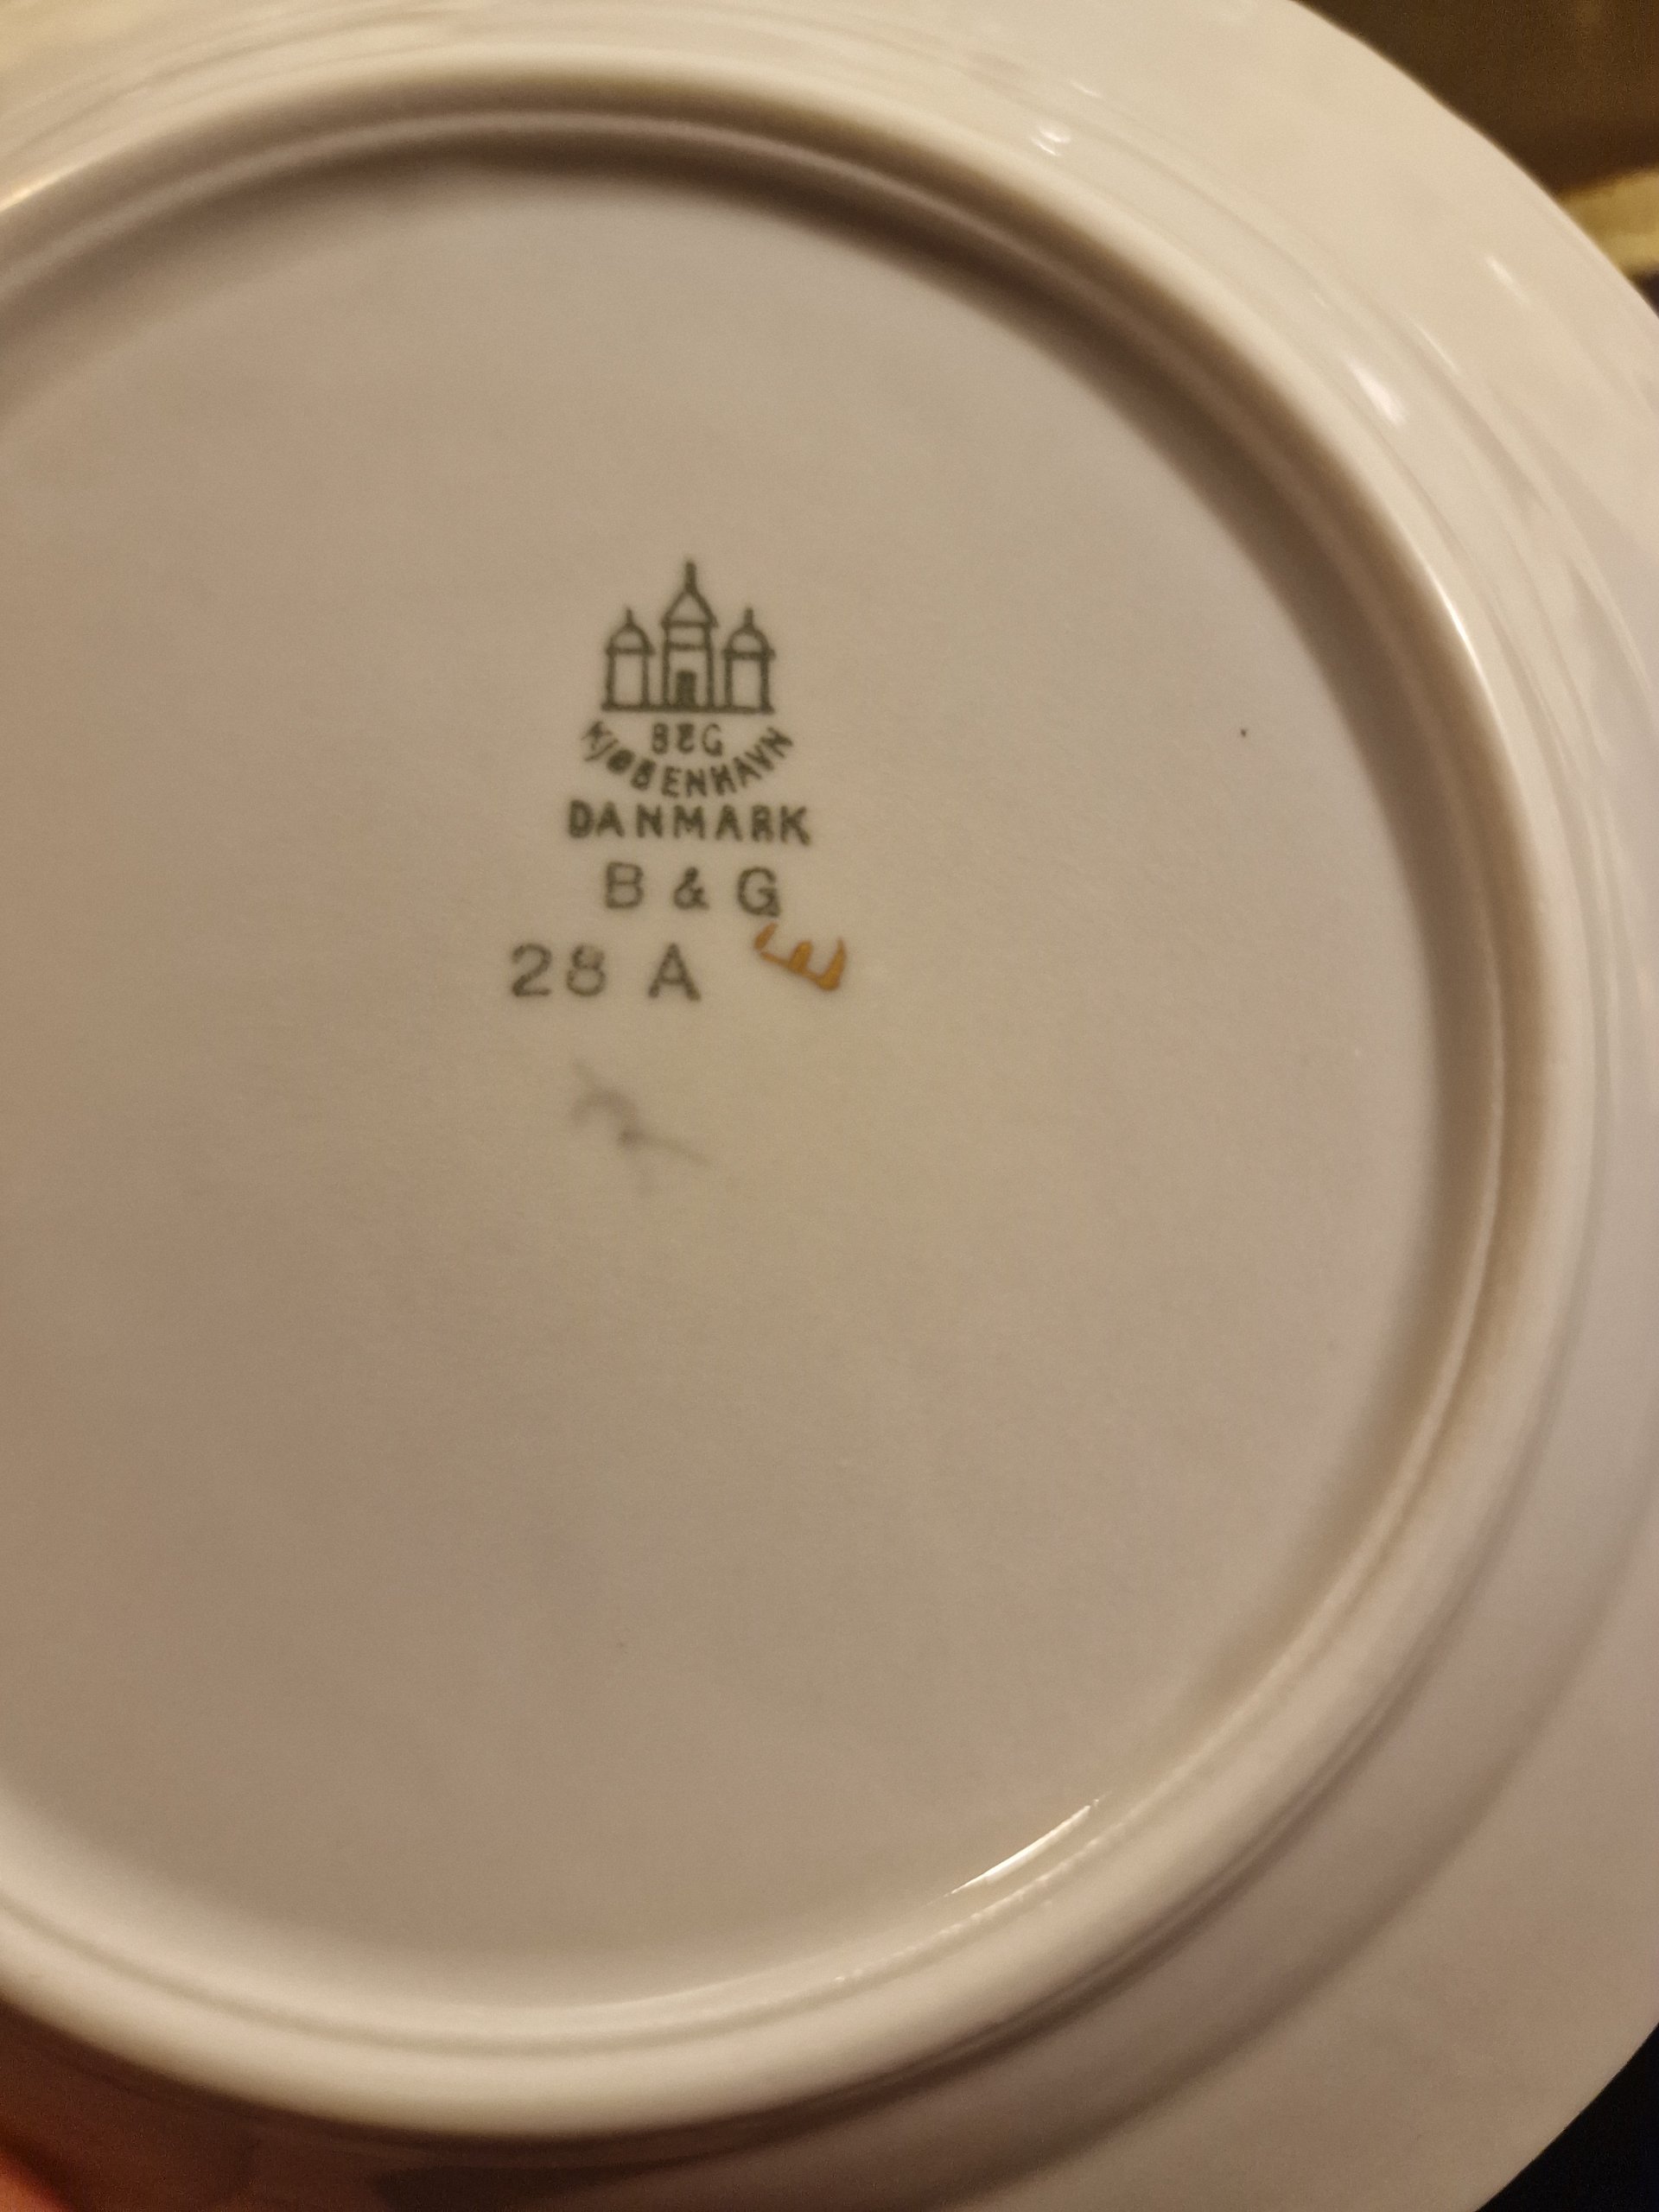 B&G
KJØBENHAVN
DANMARK
B & G
28 A